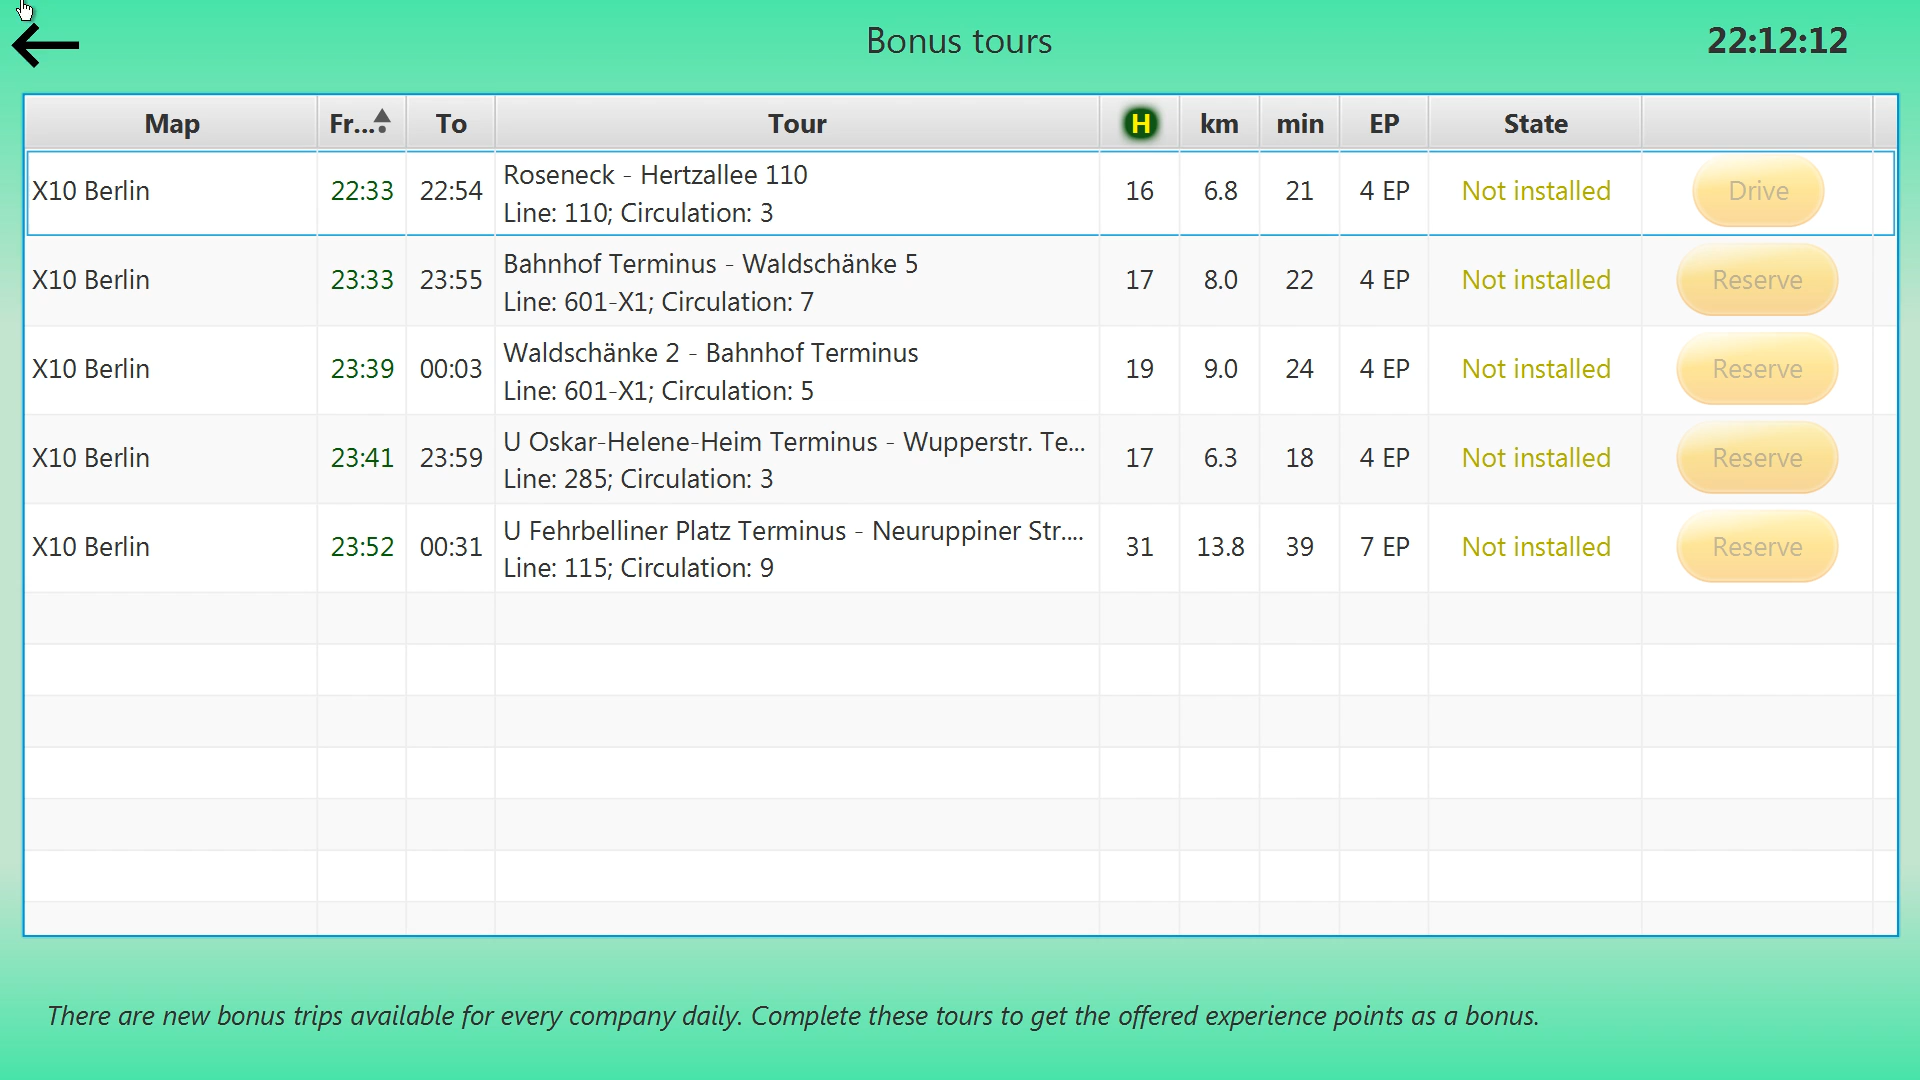 Bonus tours
22:12:12
Map Fr... To Tour H km min EP State
X10 Berlin 22:33 22:54 Roseneck - Hertzallee 110 16 6.8 21 4 EP Not installed Drive
Line: 110; Circulation: 3
X10 Berlin 23:33 23:55 Bahnhof Terminus - Waldschänke 5 17 8.0 22 4 EP Not installed Reserve
Line: 601-X1; Circulation: 7
X10 Berlin 23:39 00:03 Waldschänke 2 - Bahnhof Terminus 19 9.0 24 4 EP Not installed Reserve
Line: 601-X1; Circulation: 5
X10 Berlin 23:41 23:59 U Oskar-Helene-Heim Terminus - Wupperstr. Te... 17 6.3 18 4 EP Not installed Reserve
Line: 285; Circulation: 3
X10 Berlin 23:52 00:31 U Fehrbelliner Platz Terminus - Neuruppiner Str.... 31 13.8 39 7 EP Not installed Reserve
Line: 115; Circulation: 9
There are new bonus trips available for every company daily. Complete these tours to get the offered experience points as a bonus.